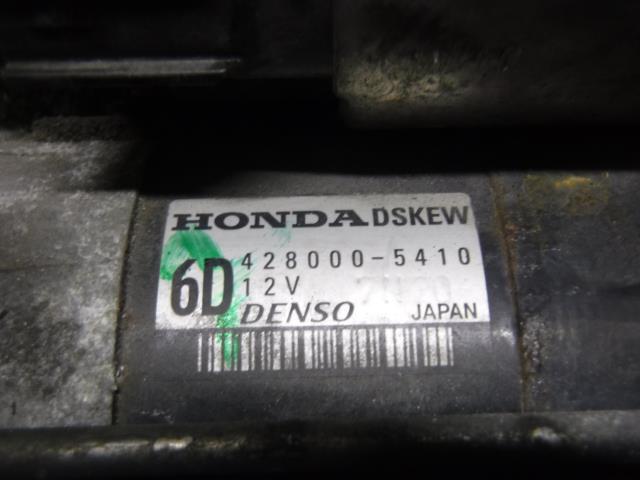 HONDA DSKEW
6D 428000-5410
12V
DENSO JAPAN